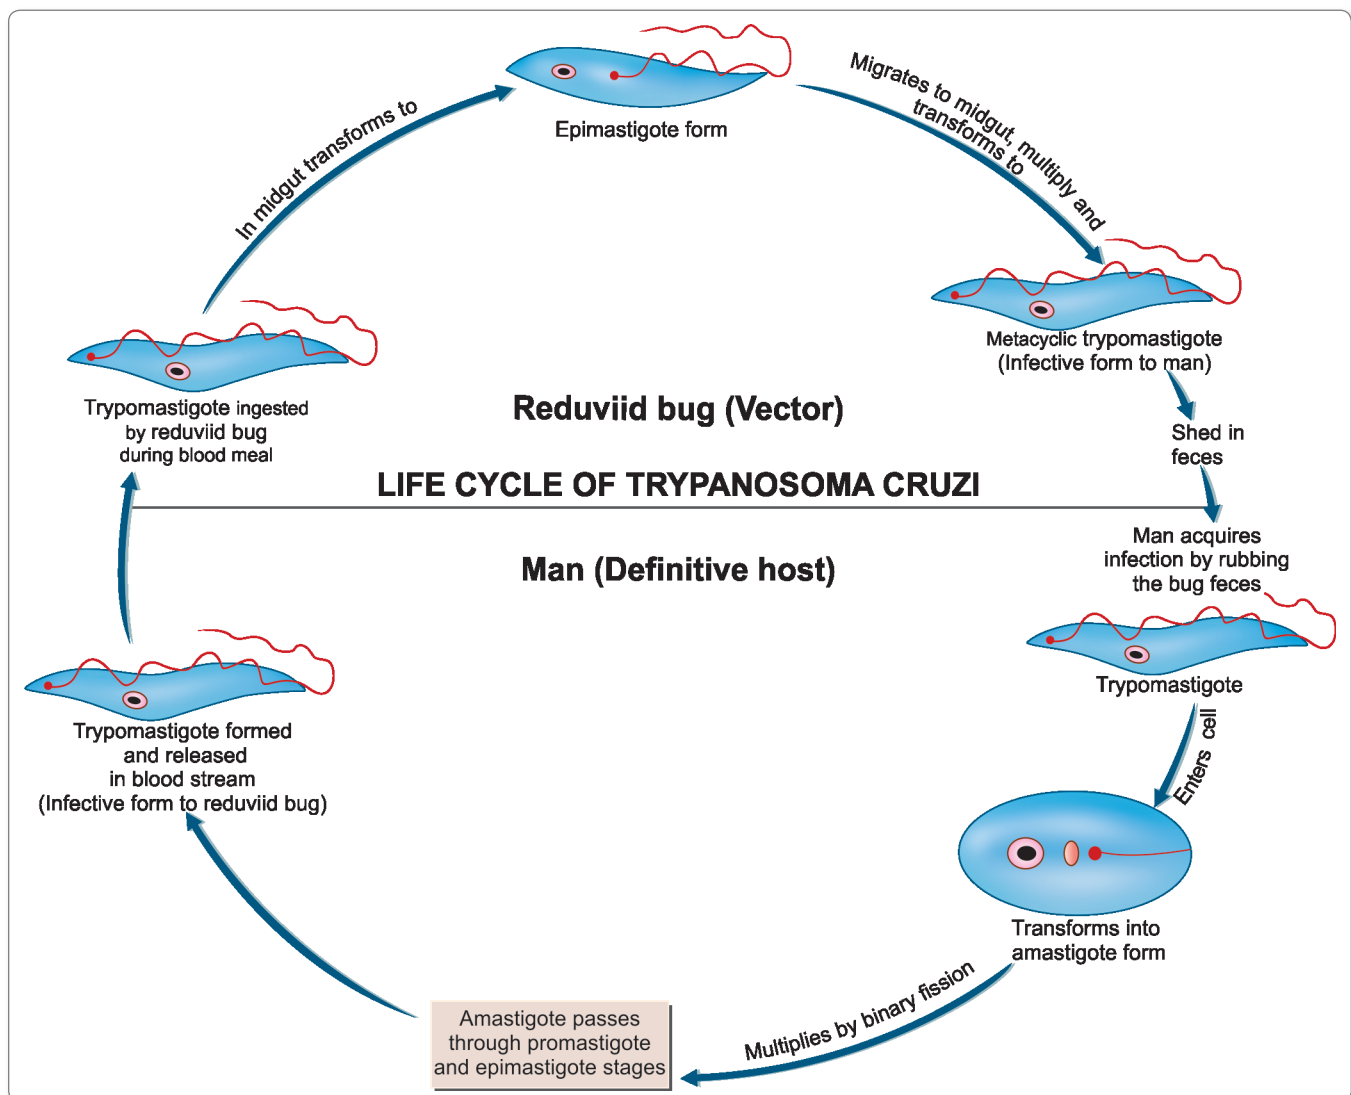 Epimastigote form
Migrates to midgut, multiply and
transforms to
Metacyclic trypomastigote
(Infective form to man)
Shed in
feces
Man acquires
infection by rubbing
the bug feces
Trypomastigote
Enters cell
Transforms into
amastigote form
Multiplies by binary fission
Amastigote passes
through promastigote
and epimastigote stages
Trypomastigote formed
and released
in blood stream
(Infective form to reduviid bug)
Trypomastigote ingested
by reduviid bug
during blood meal
In midgut transforms to
Reduviid bug (Vector)
LIFE CYCLE OF TRYPANOSOMA CRUZI
Man (Definitive host)